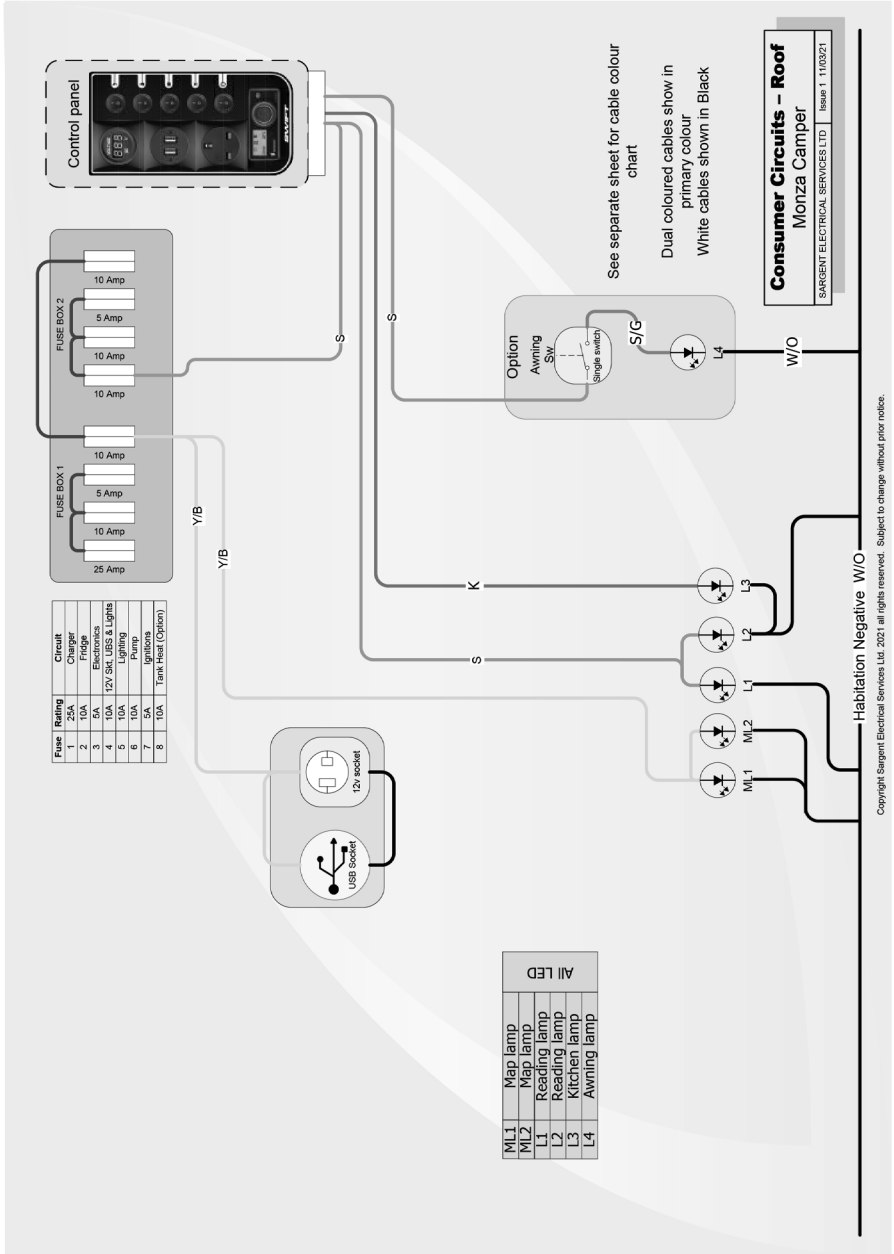 Control panel
SWIFT
FUSE BOX 1
25 Amp
10 Amp
5 Amp
10 Amp
FUSE BOX 2
10 Amp
10 Amp
5 Amp
10 Amp
Fuse Rating Circuit
1 25A Charger
2 10A Fridge
3 5A Electronics
4 10A 12V Skt, UBS & Lights
5 10A Lighting
6 10A Pump
7 5A Ignitions
8 10A Tank Heat (Option)
Y/B
Y/B
S
S
K
S
USB Socket
12v socket
Option
Awning
Sw
Single switch
S/G
L4
W/O
ML1
ML2
L1
L2
L3
See separate sheet for cable colour
chart
Dual coloured cables show in
primary colour
White cables shown in Black
ML1 Map lamp
ML2 Map lamp
L1 Reading lamp
L2 Reading lamp
L3 Kitchen lamp
L4 Awning lamp
All LED
Habitation Negative W/O
Consumer Circuits – Roof
Monza Camper
SARGENT ELECTRICAL SERVICES LTD Issue 1 11/03/21
Copyright Sargent Electrical Services Ltd. 2021 all rights reserved. Subject to change without prior notice.